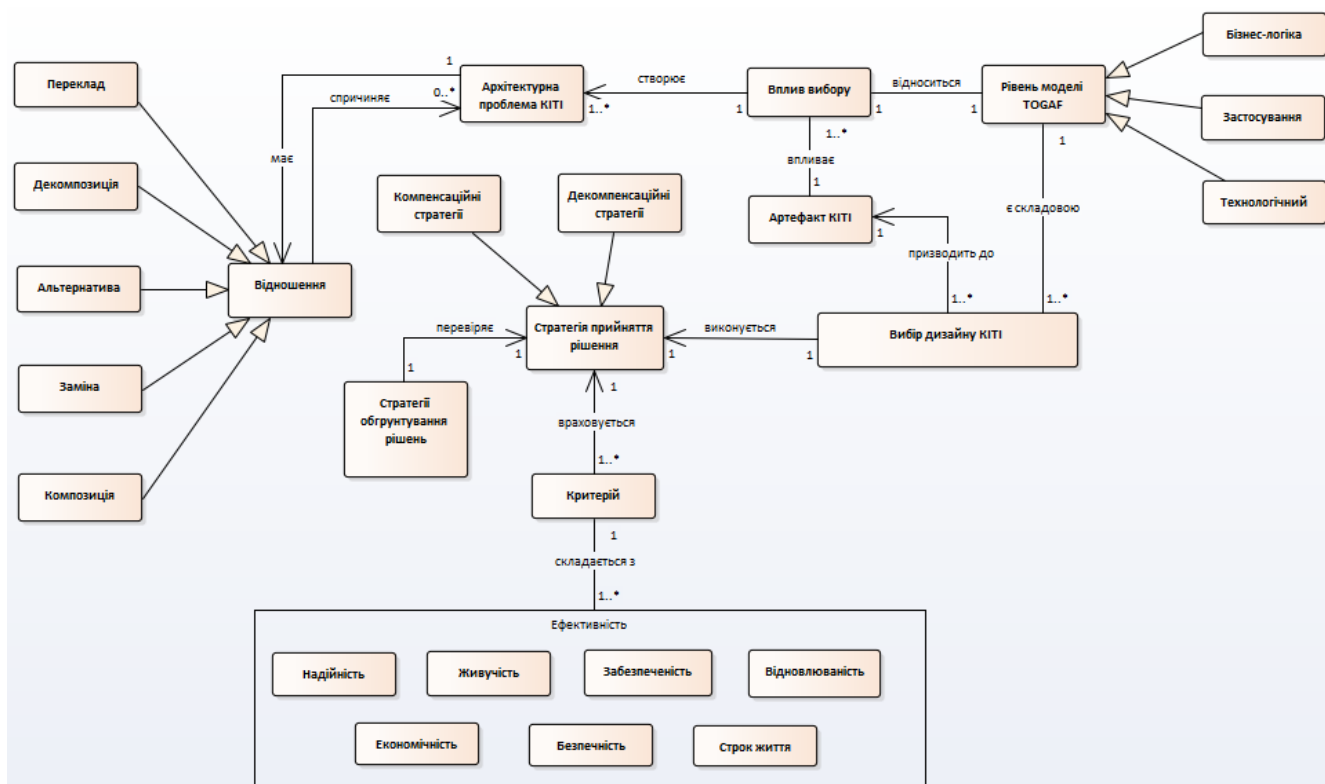 Бізнес-логіка
Переклад
1
Архітектурна
проблема КІТІ
створює
Вплив вибору
відноситься
Рівень моделі
TOGAF
0..*
спричиняє
1..*
1
1
1
Застосування
1..*
1
має
впливає
Декомпозиція
Компенсаційні
стратегії
Декомпенсаційні
стратегії
1
Артефакт КІТІ
1
є складовою
Технологічний
призводить до
Альтернатива
Відношення
1..*
1..*
перевіряє
Стратегія прийняття
рішення
виконується
Вибір дизайну КІТІ
1
1
1
1
Заміна
1
Стратегії
обгрунтування
рішень
враховується
1..*
Композиція
Критерій
1
складається з
1..*
Ефективність
Надійність
Живучість
Забезпеченість
Відновлюваність
Економічність
Безпечність
Строк життя